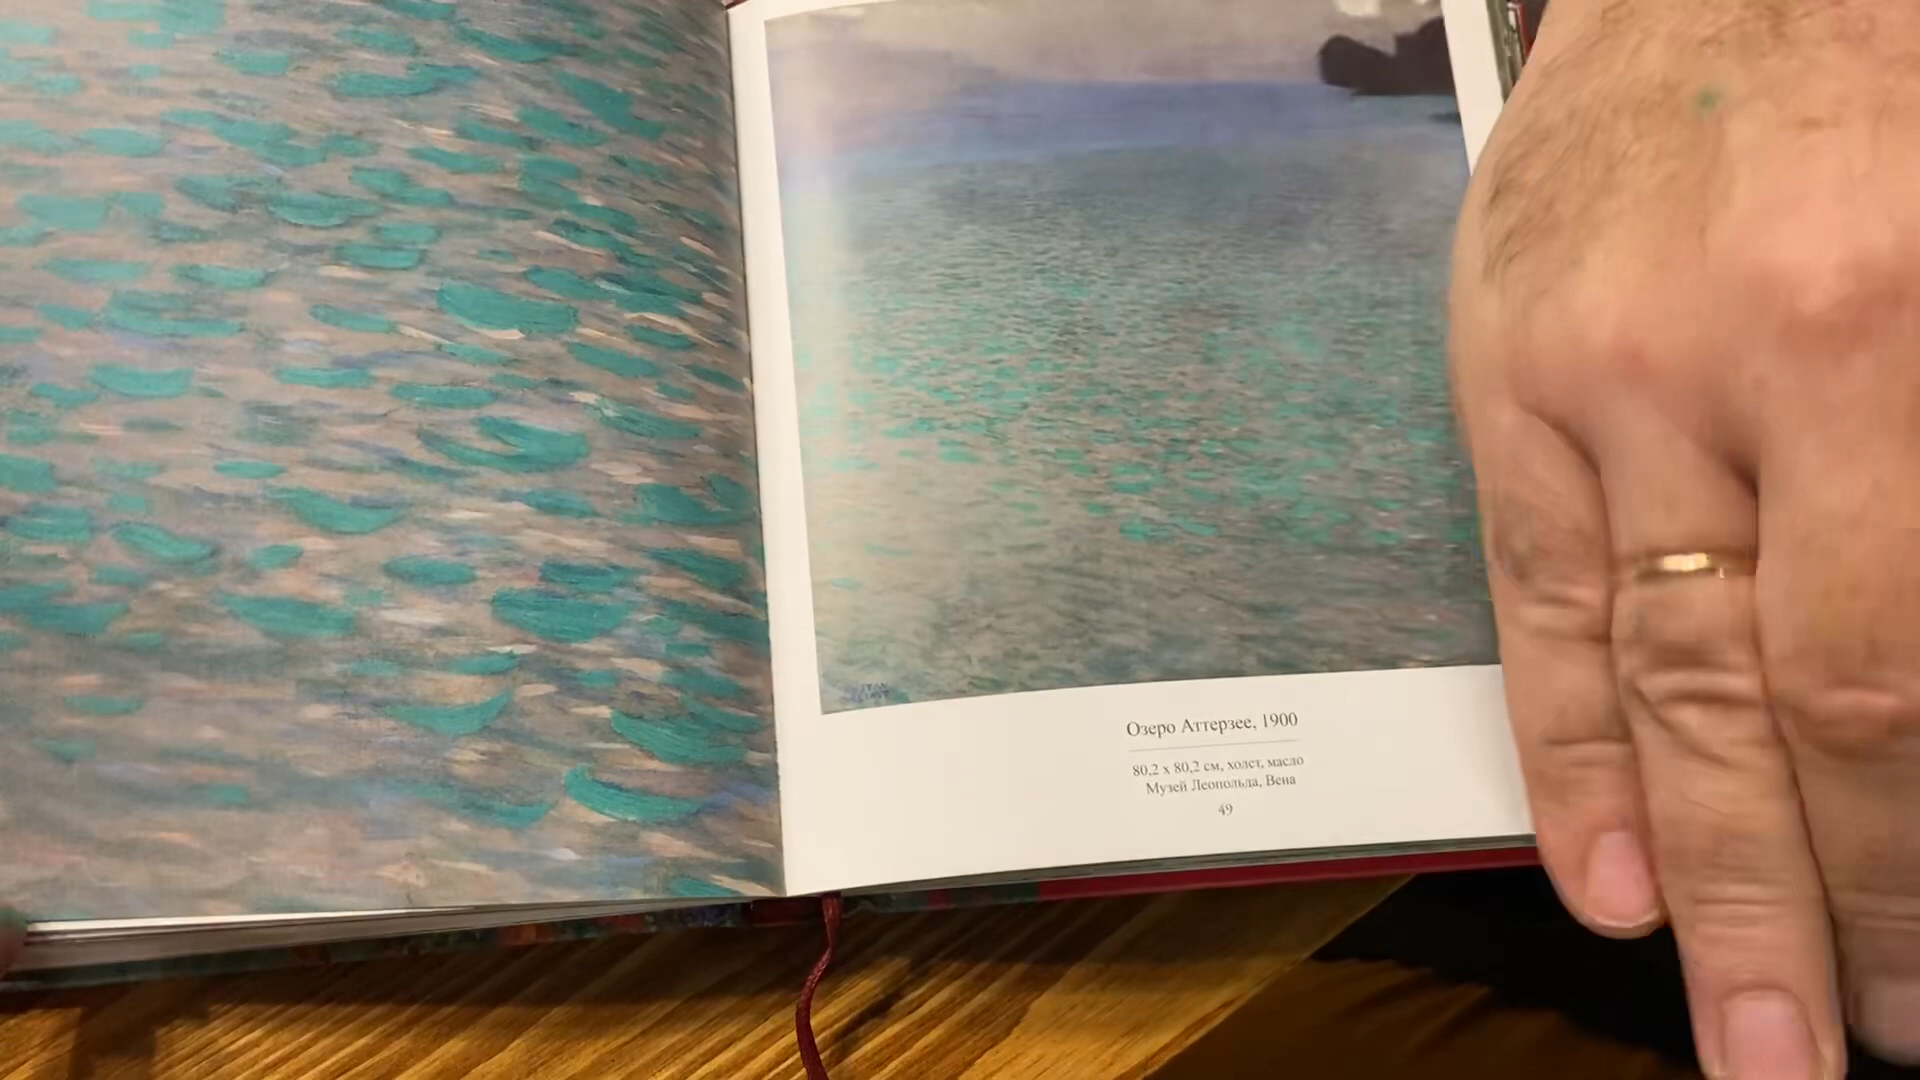 Озеро Аттерзее, 1900
80,2 x 80,2 см, холст, масло
Музей Леопольда, Вена
49